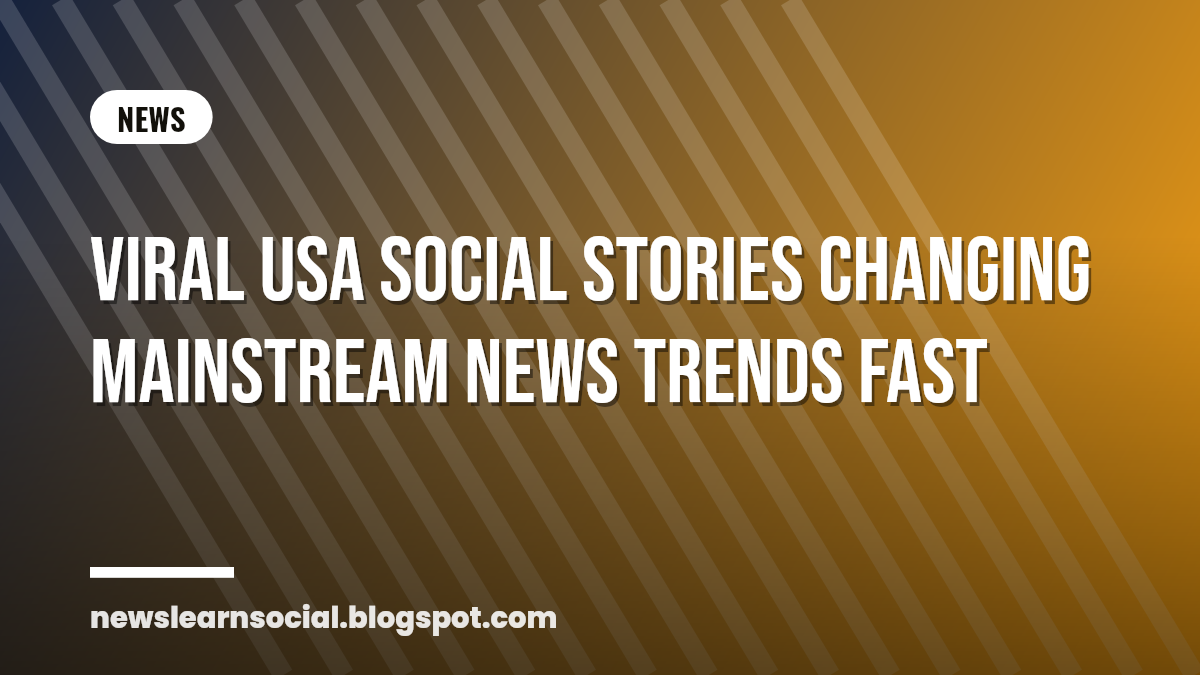 NEWS
VIRAL USA SOCIAL STORIES CHANGING
MAINSTREAM NEWS TRENDS FAST
newslearnsocial.blogspot.com